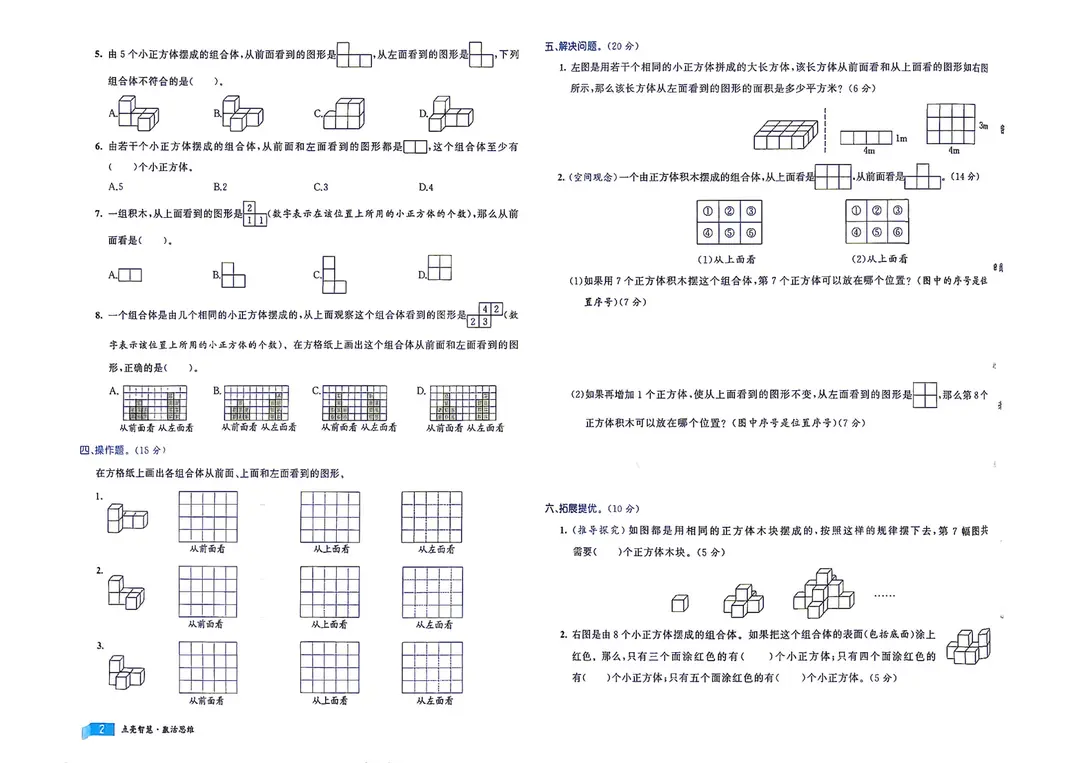 5. 由 5 个小正方体摆成的组合体,从前面看到的图形是 ,从左面看到的图形是 ,下列
组合体不符合的是( )。
A. B. C. D.
6. 由若干个小正方体摆成的组合体,从前面和左面看到的图形都是 ,这个组合体至少有
( )个小正方体。
A.5 B.2 C.3 D.4
7. 一组积木,从上面看到的图形是 2 1 1 (数字表示在该位置上所用的小正方体的个数),那么从前
面看是( )。
A. B. C. D.
8. 一个组合体是由几个相同的小正方体摆成的,从上面观察这个组合体看到的图形是 4 2 2 3 (数
字表示该位置上所用的小正方体的个数)、在方格纸上画出这个组合体从前面和左面看到的图
形,正确的是( )。
A. B. C. D.
从前面看 从左面看 从前面看 从左面看 从前面看 从左面看 从前面看 从左面看
四、操作题。(15 分)
在方格纸上画出各组合体从前面、上面和左面看到的图形、
1.
从前面看 从上面看 从左面看
2.
从前面看 从上面看 从左面看
3.
从前面看 从上面看 从左面看
2 点亮智慧·激活思维
五、解决问题。(20 分)
1. 左图是用若干个相同的小正方体拼成的大长方体,该长方体从前面看和从上面看的图形如右图
所示,那么该长方体从左面看到的图形的面积是多少平方米? (6 分)
1m 4m 3m 4m
2. (空间观念)一个由正方体积木摆成的组合体,从上面看是 ,从前面看是 。(14 分)
① ② ③ ① ② ③
④ ⑤ ⑥ ④ ⑤ ⑥
(1)从上面看 (2)从上面看
(1)如果用 7 个正方体积木摆这个组合体,第 7 个正方体可以放在哪个位置? (图中的序号是位
置序号)(7 分)
(2)如果再增加 1 个正方体,使从上面看到的图形不变,从左面看到的图形是 ,那么第 8 个
正方体积木可以放在哪个位置? (图中序号是位置序号)(7 分)
六、拓展提优。(10 分)
1. (推导探究)如图都是用相同的正方体木块摆成的,按照这样的规律摆下去,第 7 幅图共
需要( )个正方体木块。(5 分)
……
2. 右图是由 8 个小正方体摆成的组合体。如果把这个组合体的表面(包括底面)涂上
红色,那么,只有三个面涂红色的有( )个小正方体;只有四个面涂红色的
有( )个小正方体;只有五个面涂红色的有( )个小正方体。(5 分)